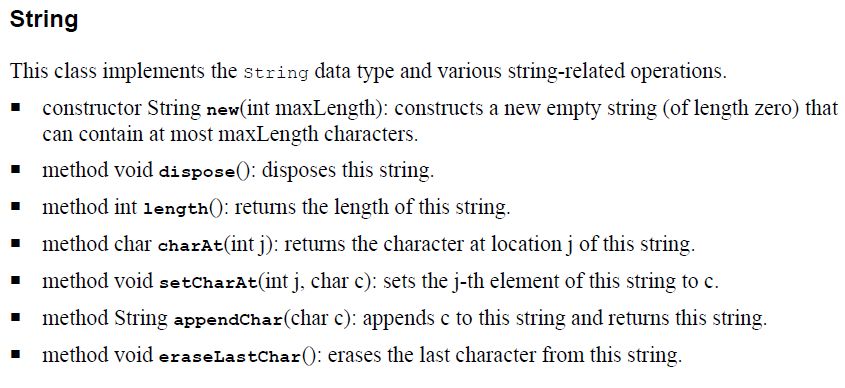 String
This class implements the String data type and various string-related operations.
▪ constructor String new(int maxLength): constructs a new empty string (of length zero) that
can contain at most maxLength characters.
▪ method void dispose(): disposes this string.
▪ method int length(): returns the length of this string.
▪ method char charAt(int j): returns the character at location j of this string.
▪ method void setCharAt(int j, char c): sets the j-th element of this string to c.
▪ method String appendChar(char c): appends c to this string and returns this string.
▪ method void eraseLastChar(): erases the last character from this string.